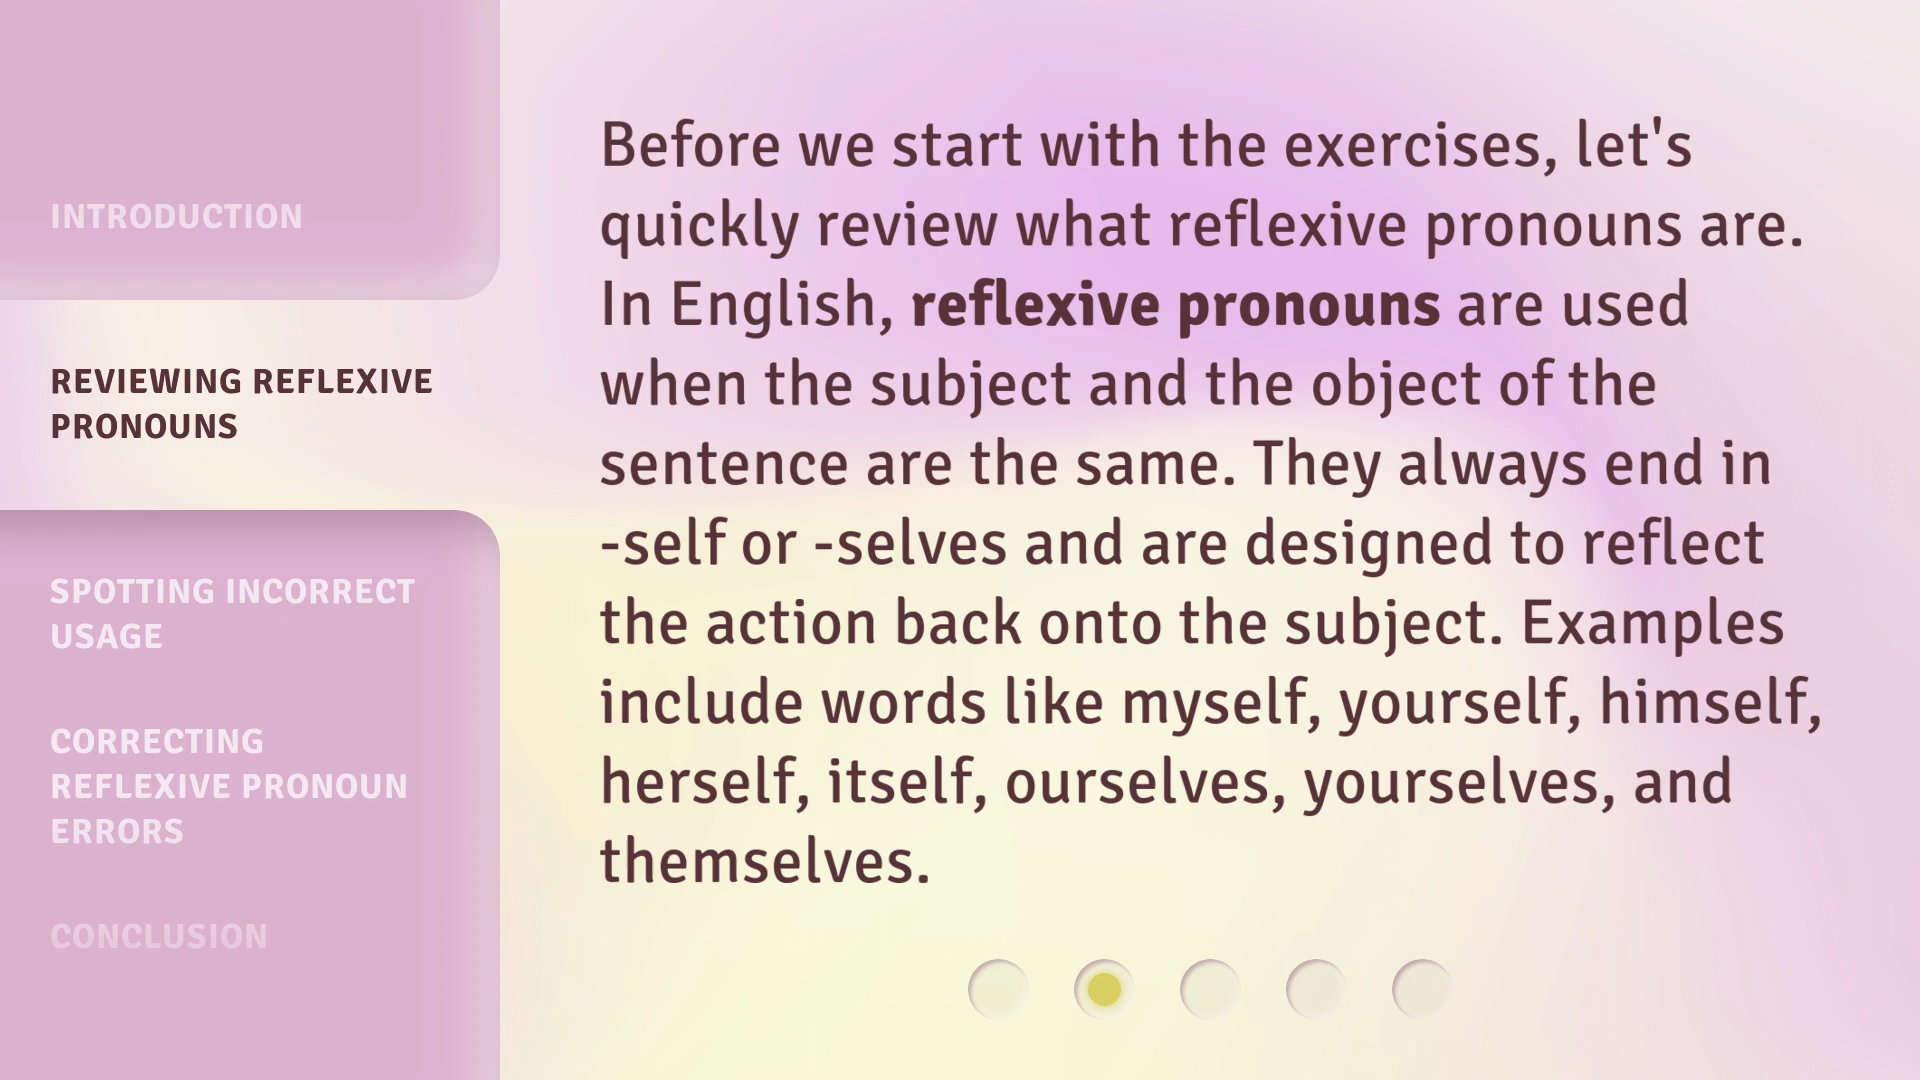 INTRODUCTION
REVIEWING REFLEXIVE
PRONOUNS
SPOTTING INCORRECT
USAGE
CORRECTING
REFLEXIVE PRONOUN
ERRORS
CONCLUSION
Before we start with the exercises, let's
quickly review what reflexive pronouns are.
In English, reflexive pronouns are used
when the subject and the object of the
sentence are the same. They always end in
-self or -selves and are designed to reflect
the action back onto the subject. Examples
include words like myself, yourself, himself,
herself, itself, ourselves, yourselves, and
themselves.